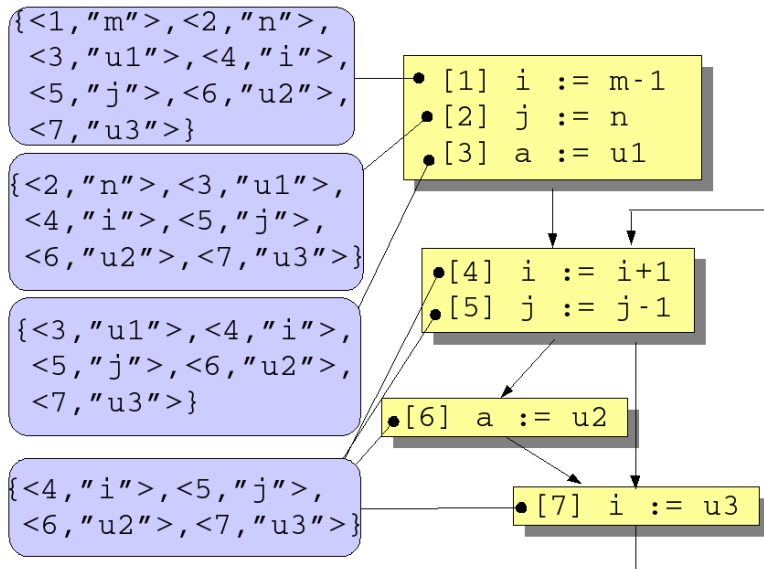 {<1,"m">,<2,"n">,
<3,"u1">,<4,"i">,
<5,"j">,<6,"u2">,
<7,"u3">}
{<2,"n">,<3,"u1">,
<4,"i">,<5,"j">,
<6,"u2">,<7,"u3">}
{<3,"u1">,<4,"i">,
<5,"j">,<6,"u2">,
<7,"u3">}
{<4,"i">,<5,"j">,
<6,"u2">,<7,"u3">}
[1] i := m-1
[2] j := n
[3] a := u1
[4] i := i+1
[5] j := j-1
[6] a := u2
[7] i := u3